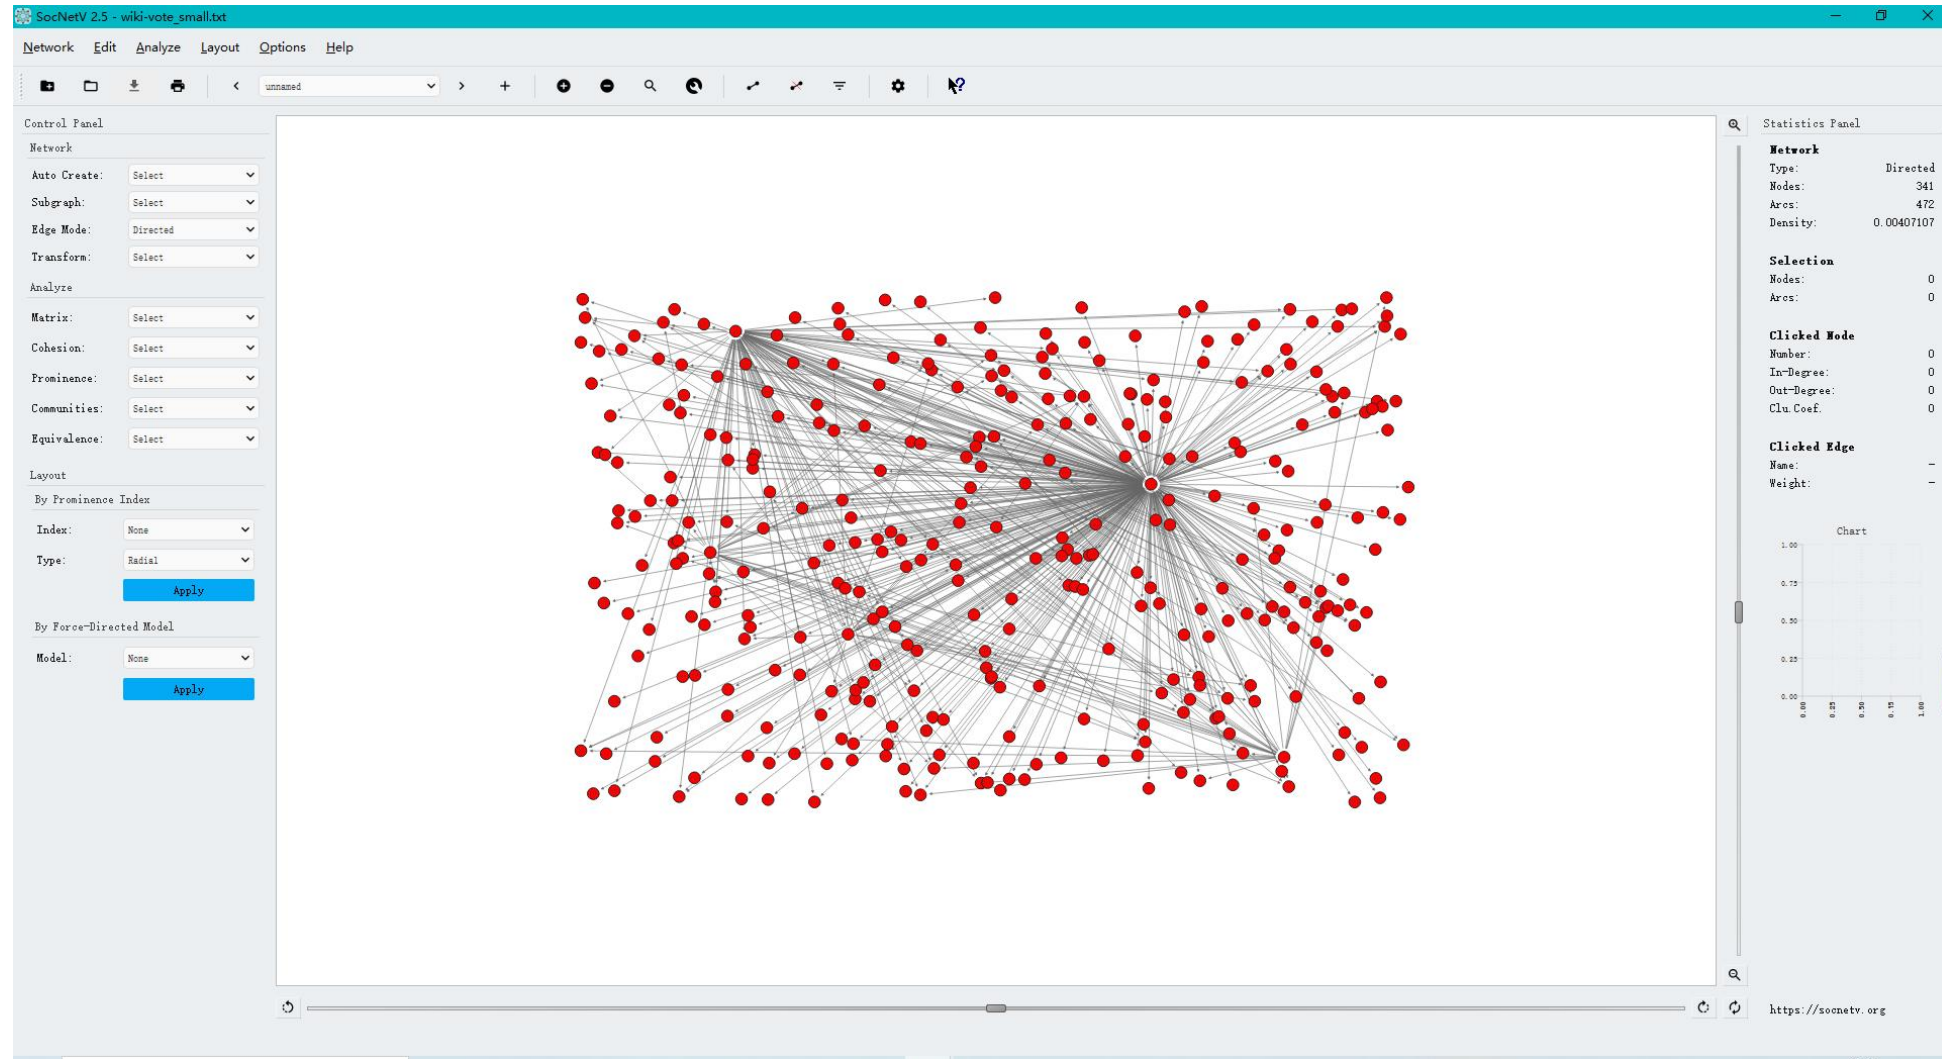 SocNetV 2.5 - wiki-vote_small.txt
Network Edit Analyze Layout Options Help
unnamed
Control Panel
Network
Auto Create: Select
Subgraph: Select
Edge Mode: Directed
Transform: Select
Analyze
Matrix: Select
Cohesion: Select
Prominence: Select
Communities: Select
Equivalence: Select
Layout
By Prominence Index
Index: None
Type: Radial
Apply
By Force-Directed Model
Model: None
Apply
Statistics Panel
Network
Type: Directed
Nodes: 341
Arcs: 472
Density: 0.00407107
Selection
Nodes: 0
Arcs: 0
Clicked Node
Number: 0
In-Degree: 0
Out-Degree: 0
Clu.Coef. 0
Clicked Edge
Name: –
Weight: –
Chart
1.00
0.75
0.50
0.25
0.00
0.00 0.25 0.50 0.75 1.00
https://socnetv.org